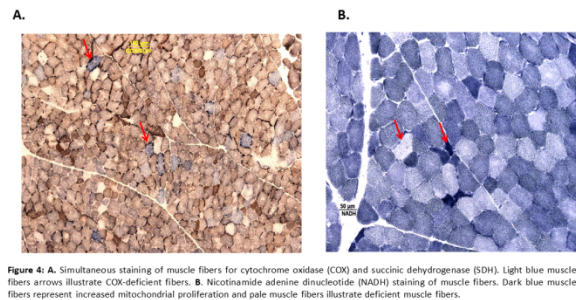 A.
B.
50 µm
NADH
Figure 4: A. Simultaneous staining of muscle fibers for cytochrome oxidase (COX) and succinic dehydrogenase (SDH). Light blue muscle
fibers arrows illustrate COX-deficient fibers. B. Nicotinamide adenine dinucleotide (NADH) staining of muscle fibers. Dark blue muscle
fibers represent increased mitochondrial proliferation and pale muscle fibers illustrate deficient muscle fibers.